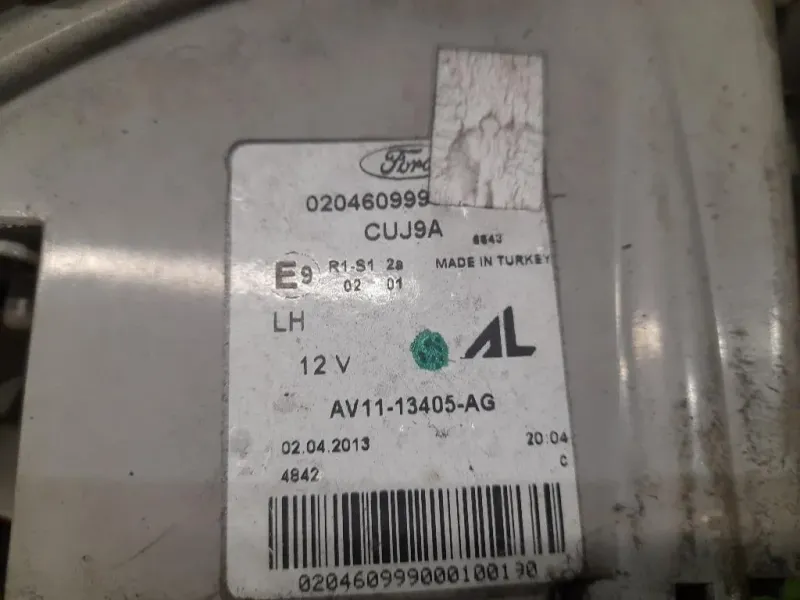 Ford
020460999
CUJ9A 6643
E9 R1-S1 2a MADE IN TURKEY
02 01
LH
12 V AL
AV11-13405-AG
02.04.2013 20:04
4842 C
020460999000100190